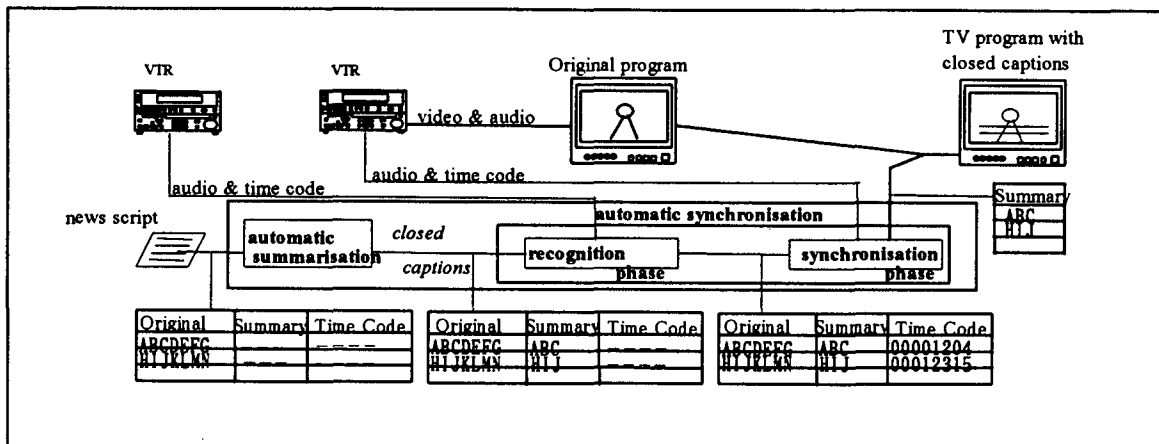 TV program with
closed captions
VTR
VTR
Original program
video & audio
audio & time code
audio & time code
news script
automatic synchronisation
Summary
ABC
HIJ
automatic
summarisation
closed
captions
recognition
phase
synchronisation
phase
Original Summary Time Code
ABCDEFG _ _ _ _ _ _ _
HIJKLMN _ _ _ _ _ _ _
Original Summary Time Code
ABCDEFG ABC _ _ _ _
HIJKLMN HIJ _ _ _ _
Original Summary Time Code
ABCDEFG ABC 00001204
HIJKLMN HIJ 00012315